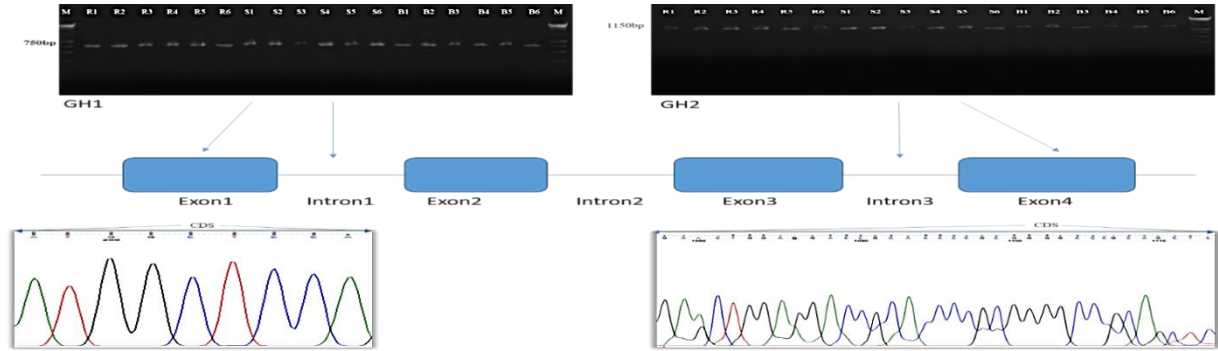 M R1 R2 R3 R4 R5 R6 S1 S2 S3 S4 S5 S6 B1 B2 B3 B4 B5 B6 M
750bp
GH1
R1 R2 R3 R4 R5 R6 S1 S2 S3 S4 S5 S6 B1 B2 B3 B4 B5 B6 M
1150bp
GH2
Exon1 Intron1 Exon2 Intron2 Exon3 Intron3 Exon4
CDS
CDS